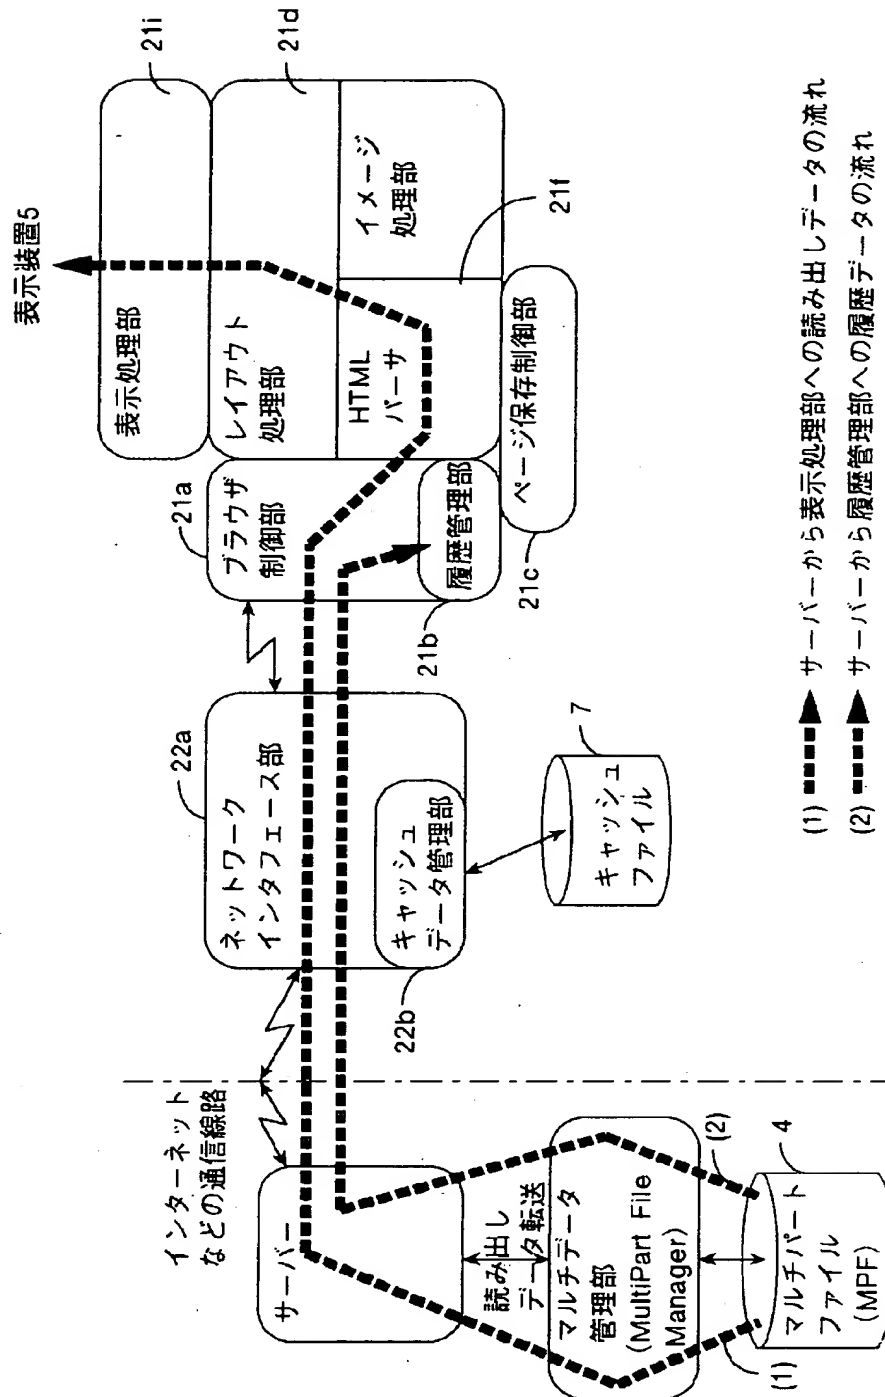 インターネット
などの通信線路
サーバー
読み出し
データ転送
マルチデータ
管理部
(MultiPart File
Manager)
(1)
(2)
4
マルチパート
ファイル
(MPF)
22a
ネットワーク
インタフェース部
キャッシュ
データ管理部
22b
7
キャッシュ
ファイル
21a
ブラウザ
制御部
履歴管理部
21b
21c
ページ保存制御部
表示装置5
表示処理部
21i
レイアウト
処理部
21d
HTML
パーサ
イメージ
処理部
21f
(1) サーバーから表示処理部への読み出しデータの流れ
(2) サーバーから履歴管理部への履歴データの流れ